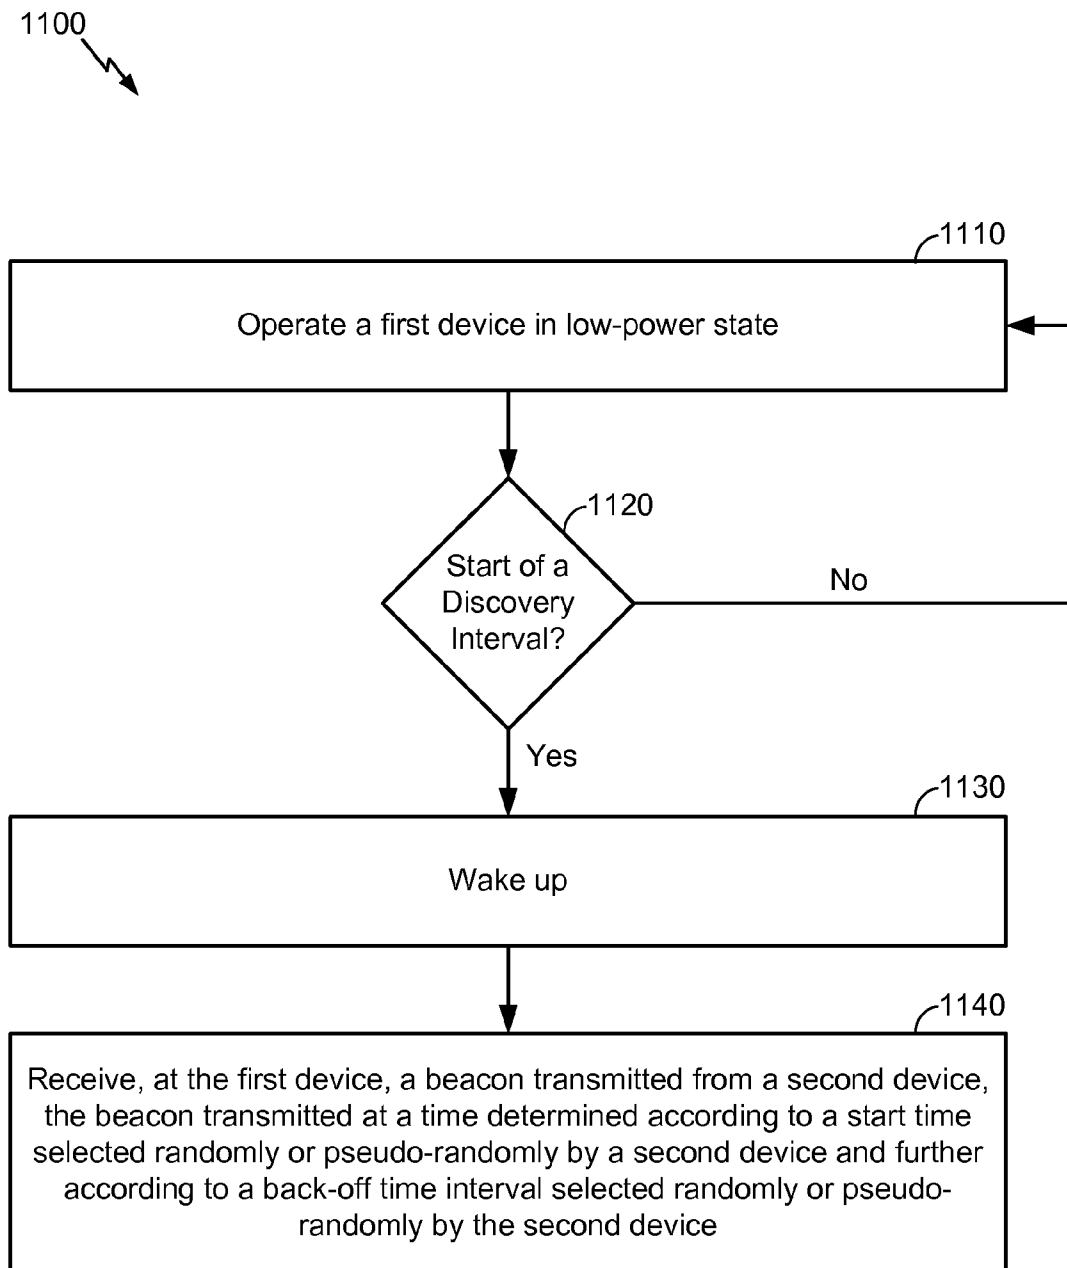 1100
1110
Operate a first device in low-power state
1120
Start of a
Discovery
Interval?
No
Yes
1130
Wake up
1140
Receive, at the first device, a beacon transmitted from a second device,
the beacon transmitted at a time determined according to a start time
selected randomly or pseudo-randomly by a second device and further
according to a back-off time interval selected randomly or pseudo-
randomly by the second device